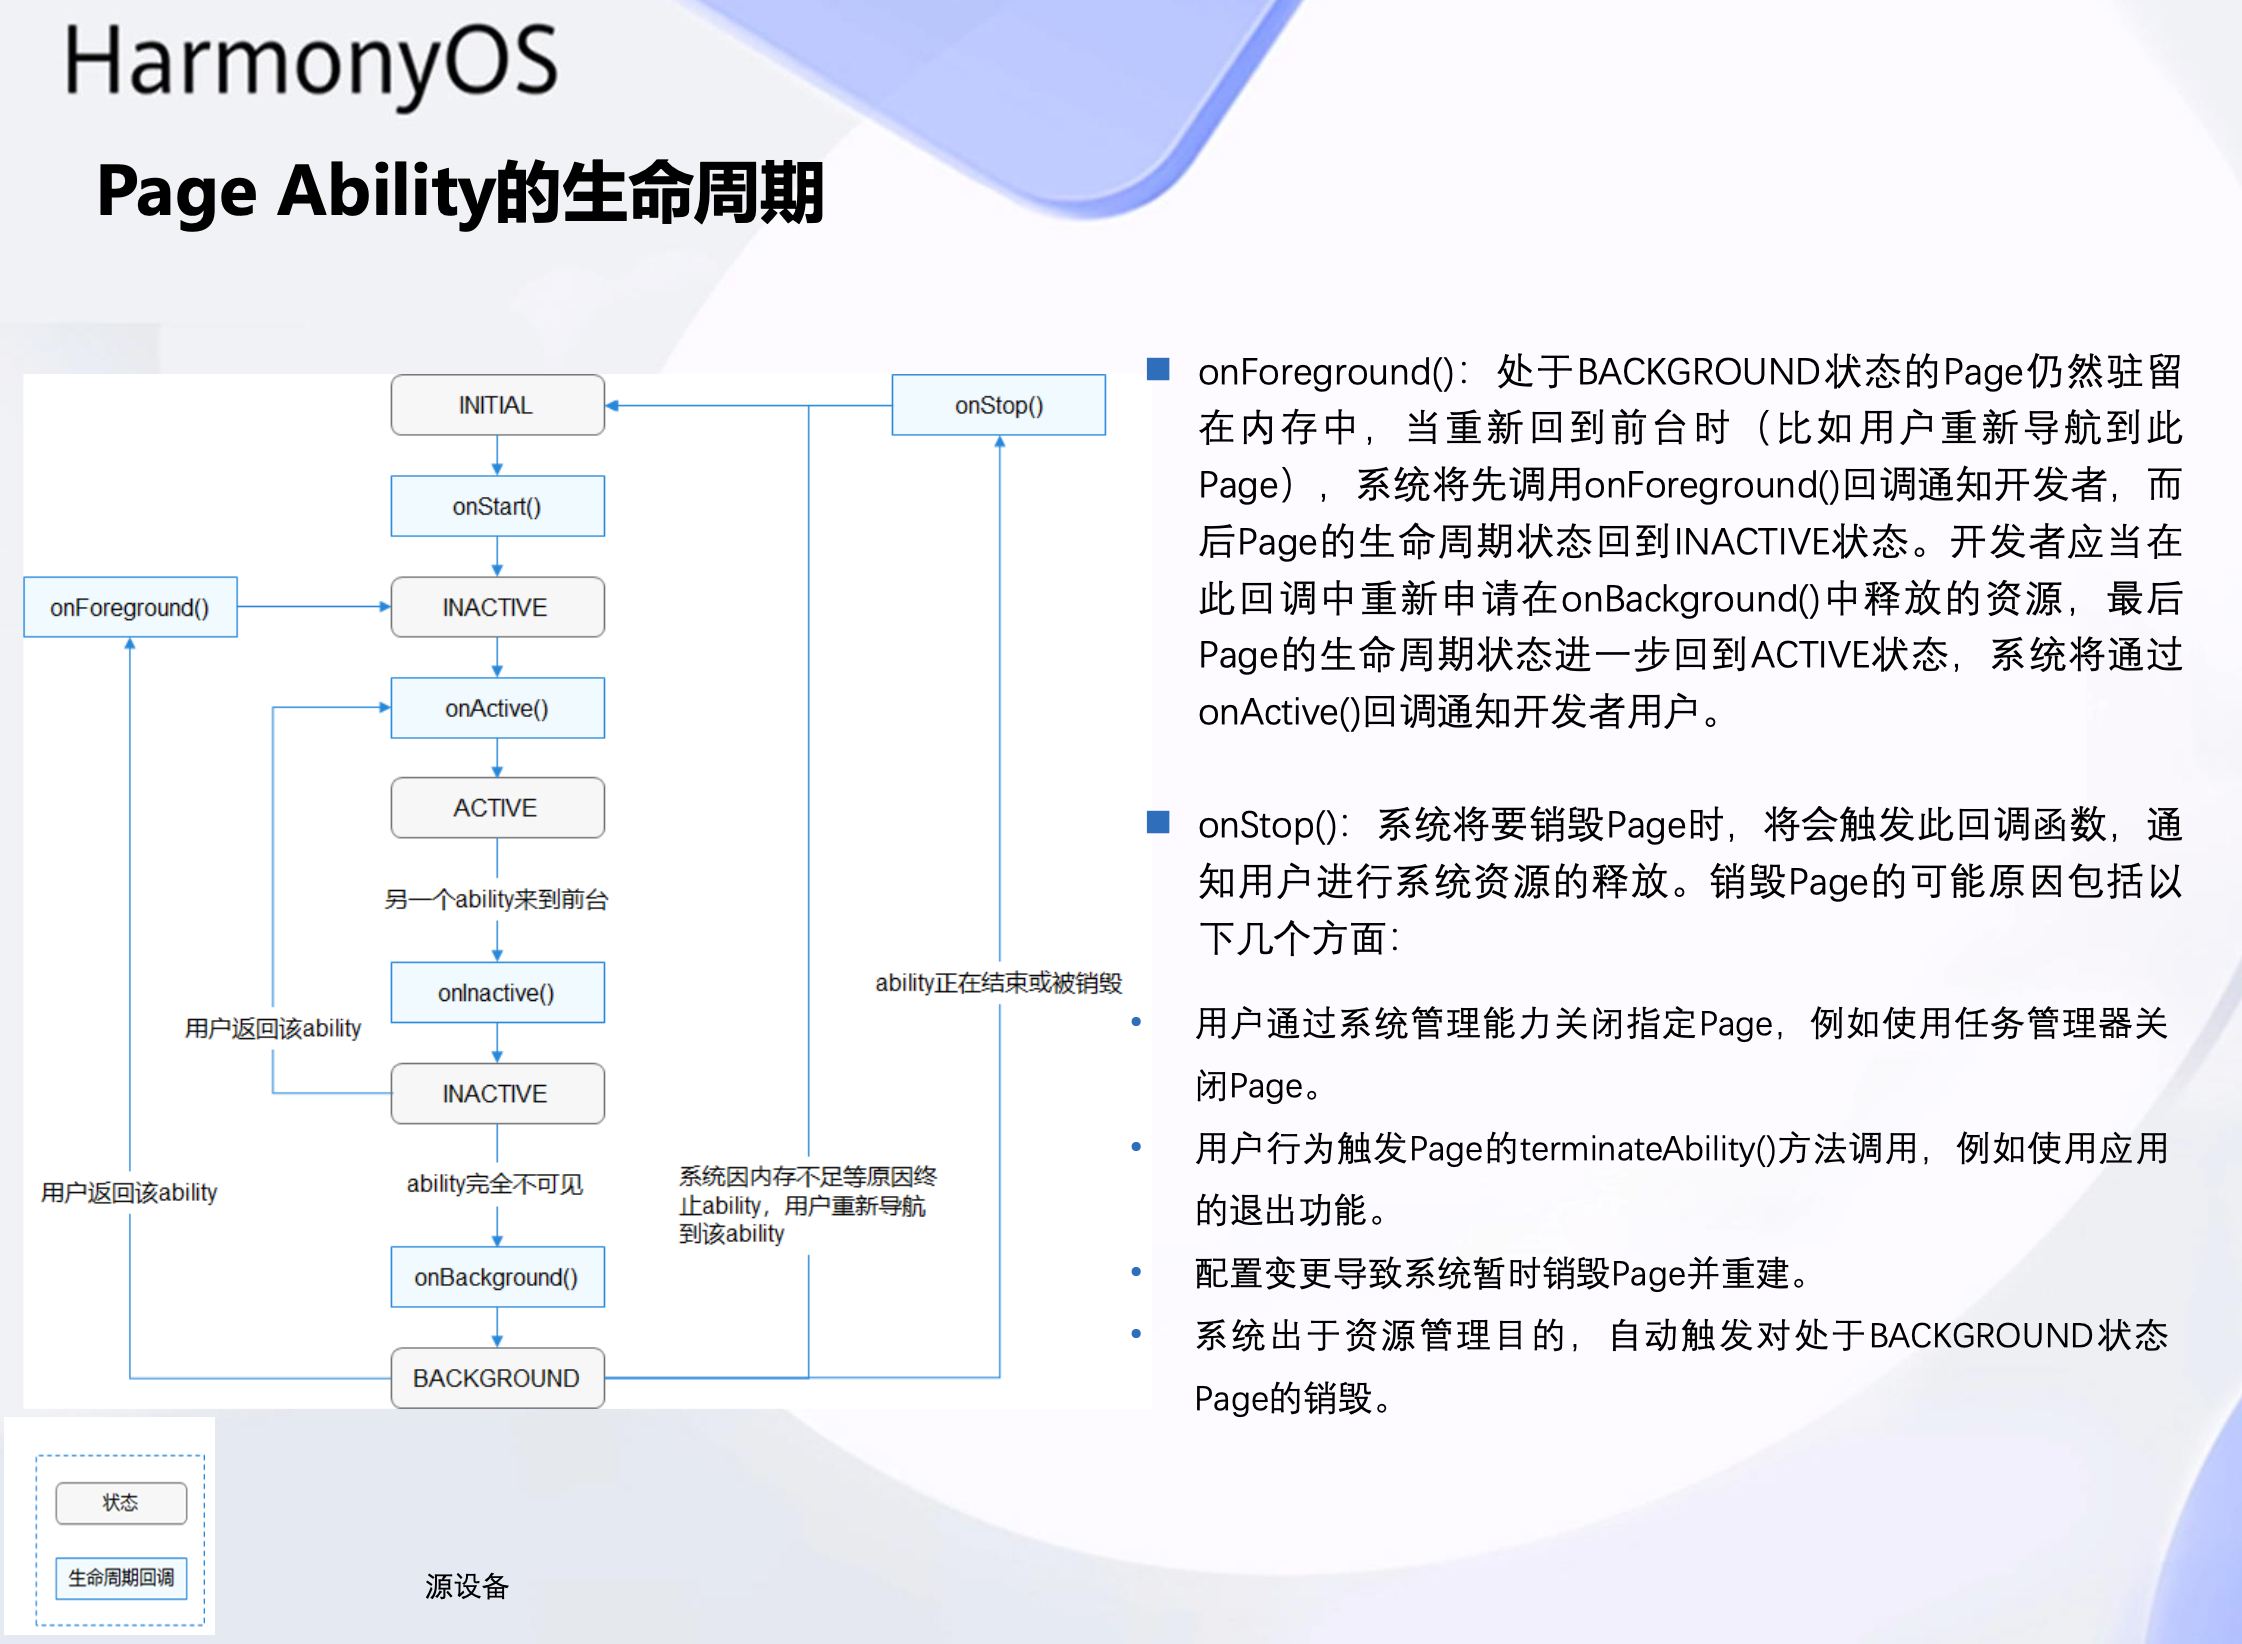 HarmonyOS
Page Ability的生命周期
INITIAL
onStop()
onStart()
onForeground()
INACTIVE
onActive()
ACTIVE
另一个ability来到前台
onInactive()
ability正在结束或被销毁
用户返回该ability
INACTIVE
用户返回该ability
ability完全不可见
系统因内存不足等原因终
止ability，用户重新导航
到该ability
onBackground()
BACKGROUND
状态
生命周期回调
源设备
onForeground()：处于BACKGROUND状态的Page仍然驻留
在内存中，当重新回到前台时（比如用户重新导航到此
Page），系统将先调用onForeground()回调通知开发者，而
后Page的生命周期状态回到INACTIVE状态。开发者应当在
此回调中重新申请在onBackground()中释放的资源，最后
Page的生命周期状态进一步回到ACTIVE状态，系统将通过
onActive()回调通知开发者用户。
onStop()：系统将要销毁Page时，将会触发此回调函数，通
知用户进行系统资源的释放。销毁Page的可能原因包括以
下几个方面：
• 用户通过系统管理能力关闭指定Page，例如使用任务管理器关
闭Page。
• 用户行为触发Page的terminateAbility()方法调用，例如使用应用
的退出功能。
• 配置变更导致系统暂时销毁Page并重建。
• 系统出于资源管理目的，自动触发对处于BACKGROUND状态
Page的销毁。